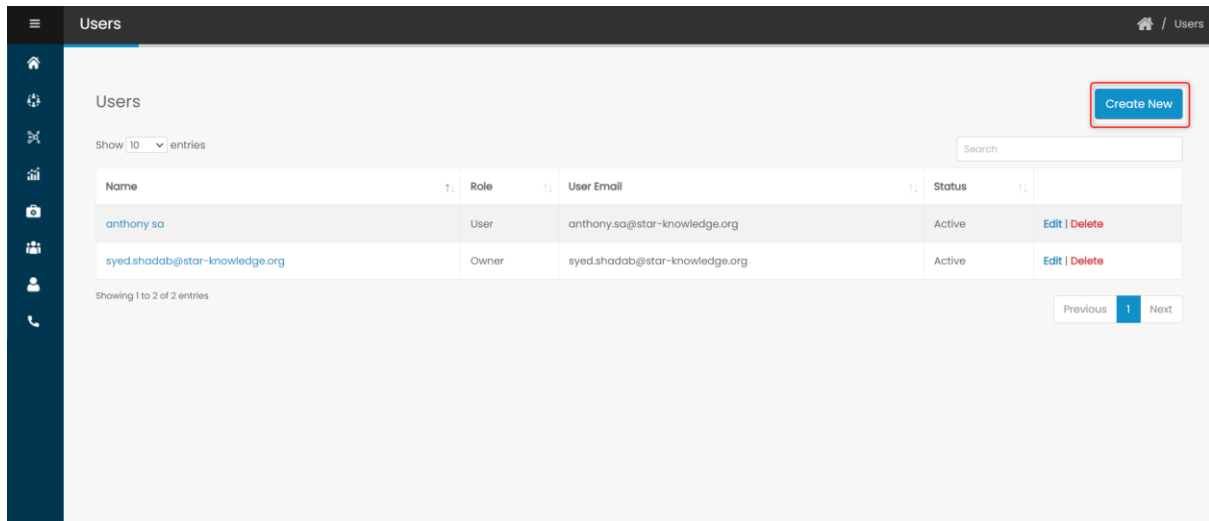 Users
/ Users
Users
Create New
Show 10 entries
Search
Name Role User Email Status
anthony sa User anthony.sa@star-knowledge.org Active Edit | Delete
syed.shadab@star-knowledge.org Owner syed.shadab@star-knowledge.org Active Edit | Delete
Showing 1 to 2 of 2 entries
Previous 1 Next